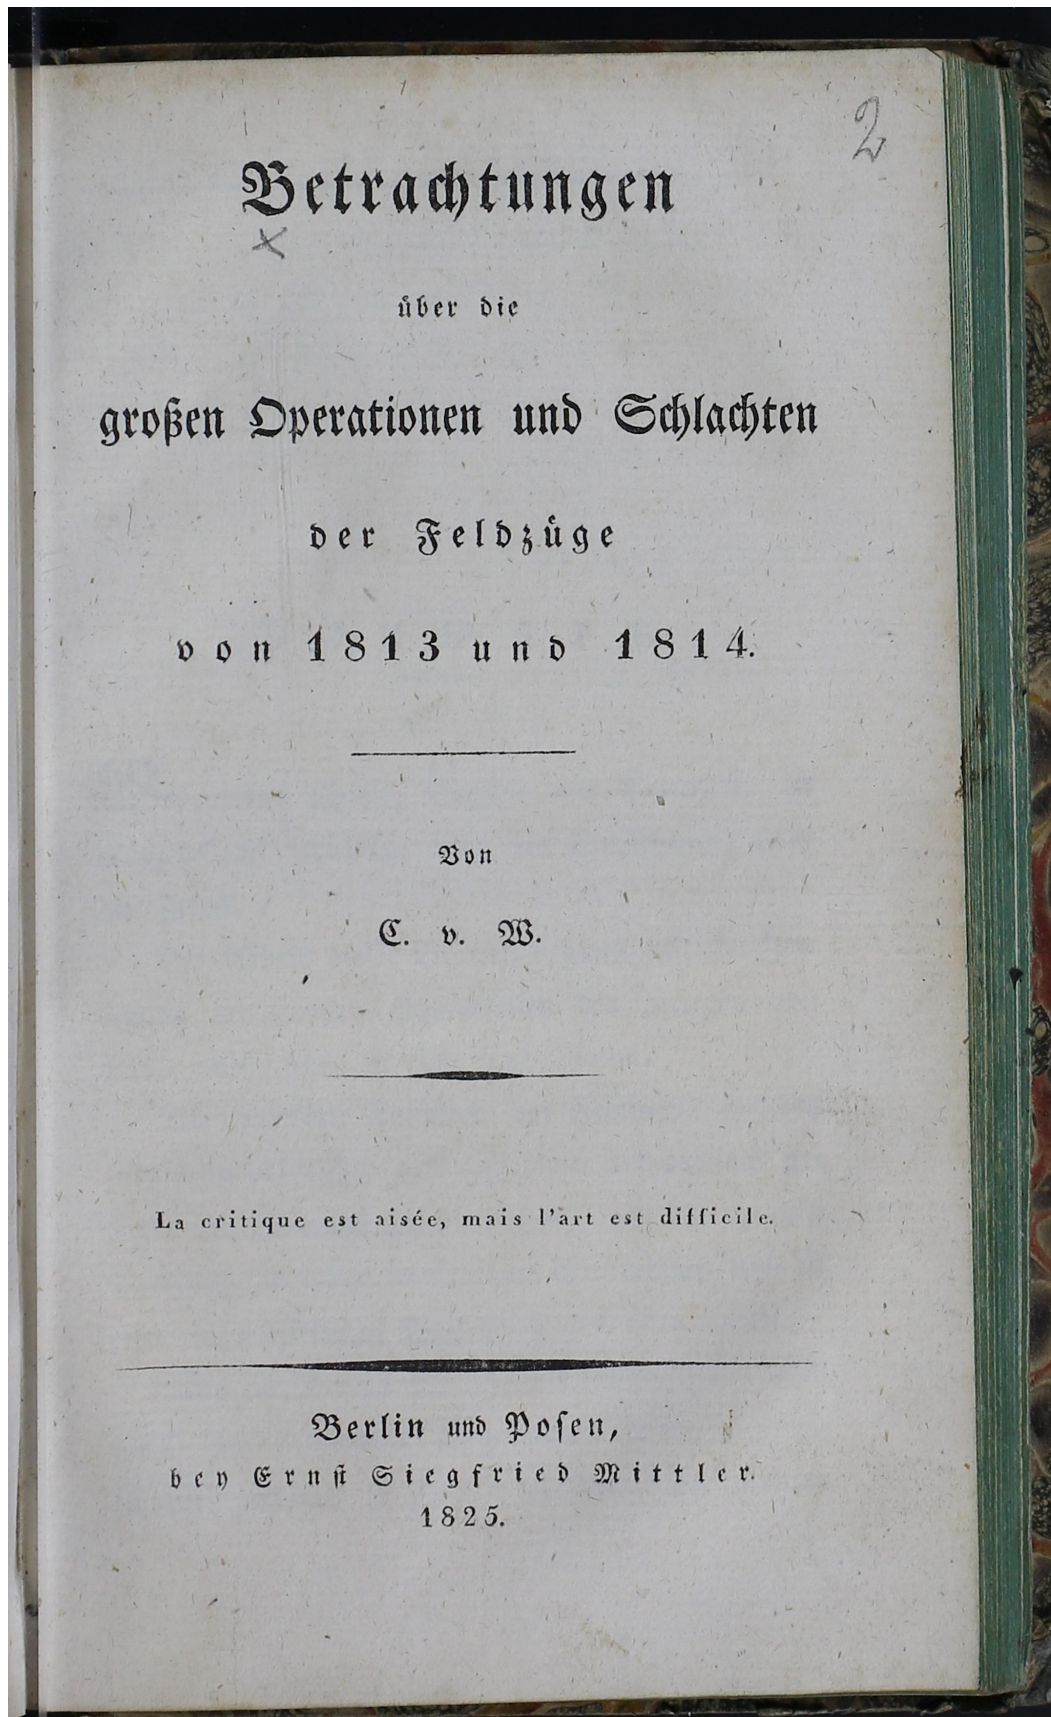 2
Betrachtungen
über die
großen Operationen und Schlachten
der Feldzüge
von 1813 und 1814.
Von
C. v. W.
La critique est aisée, mais l'art est difficile.
Berlin und Posen,
bey Ernst Siegfried Mittler.
1825.